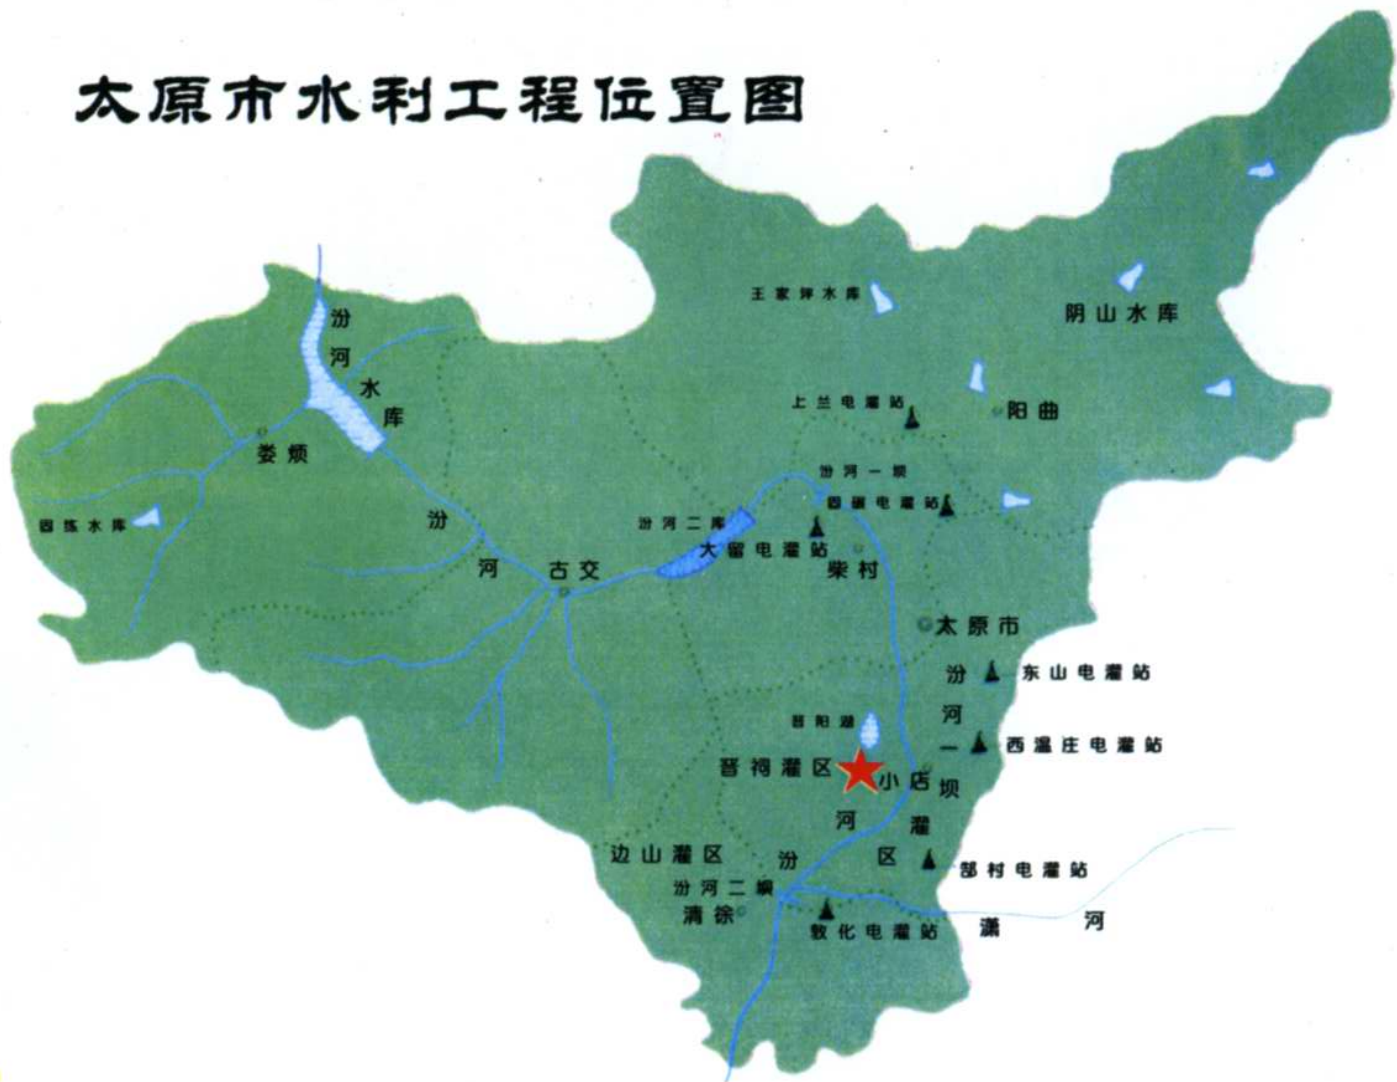 太原市水利工程位置图
王家坪水库
阴山水库
汾河水库
上兰电灌站
阳曲
娄烦
汾河一坝
固碾电灌站
汾河二库
大留电灌站
柴村
汾河
古交
太原市
东山电灌站
西温庄电灌站
晋阳湖
晋祠灌区
小店
汾河一坝灌区
汾河
边山灌区
郜村电灌站
汾河二坝
清徐
敦化电灌站
潇河